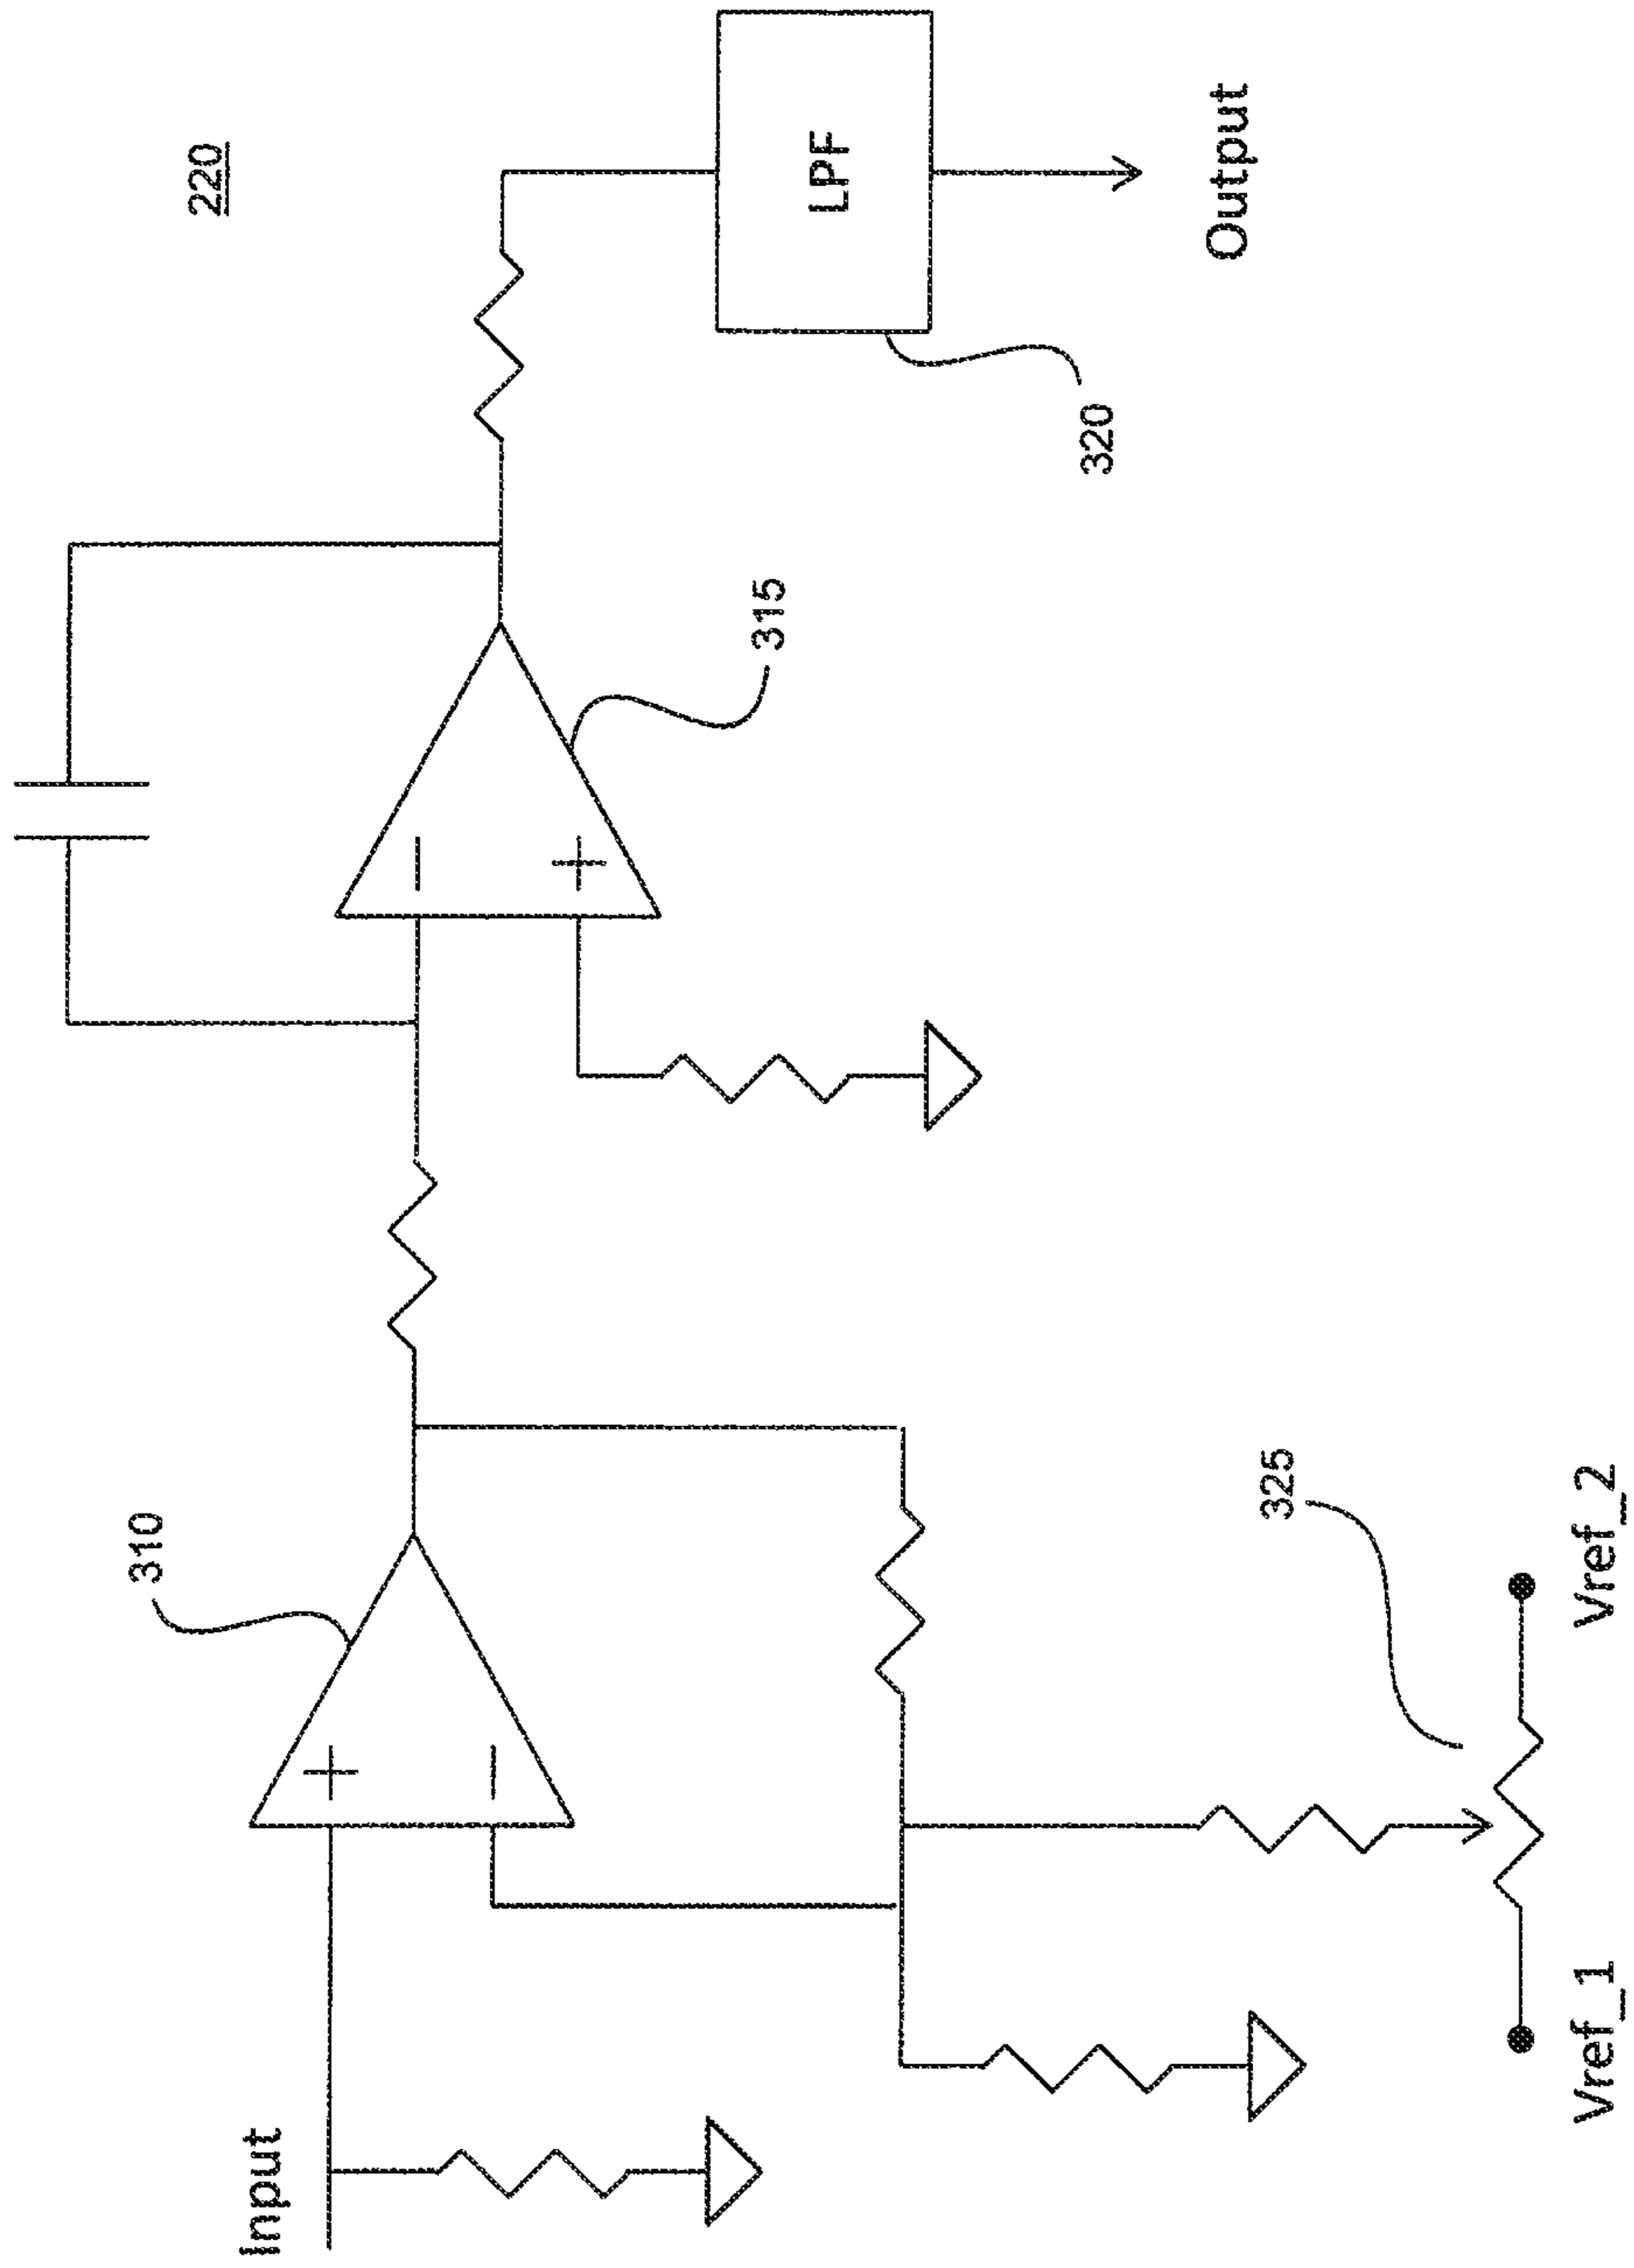 220
Input
310
315
+
−
−
+
LPF
320
Output
325
Vref_1
Vref_2